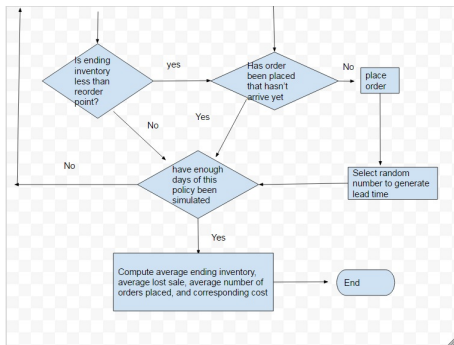 Is ending
inventory
less than
reorder
point?
yes
Has order
been placed
that hasn't
arrive yet
No
place
order
No
Yes
have enough
days of this
policy been
simulated
No
Select random
number to generate
lead time
Yes
Compute average ending inventory,
average lost sale, average number of
orders placed, and corresponding cost
End